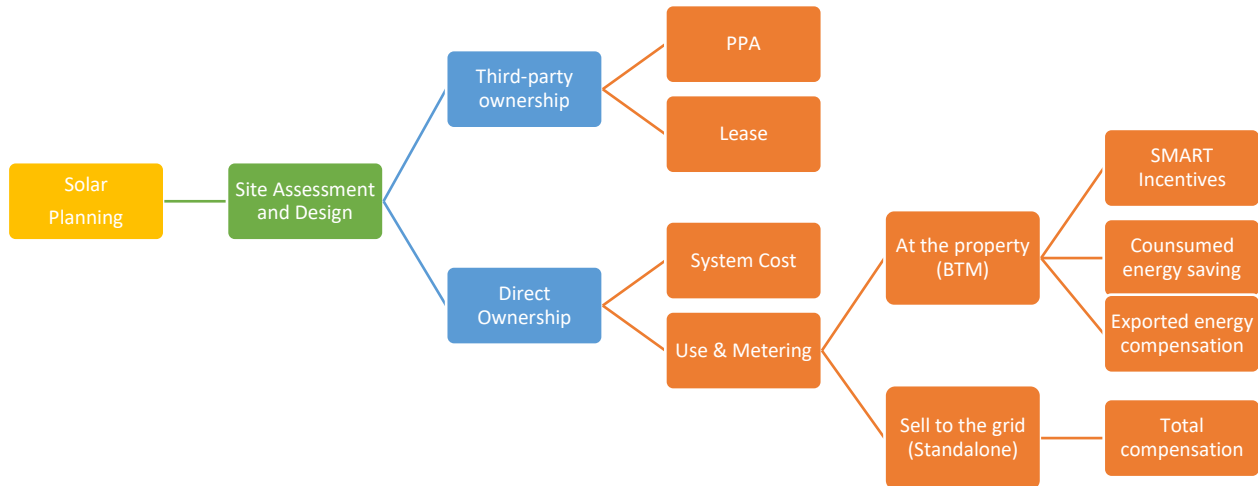 Solar
Planning
Site Assessment
and Design
Third-party
ownership
PPA
Lease
Direct
Ownership
System Cost
Use & Metering
At the property
(BTM)
SMART
Incentives
Counsumed
energy saving
Exported energy
compensation
Sell to the grid
(Standalone)
Total
compensation